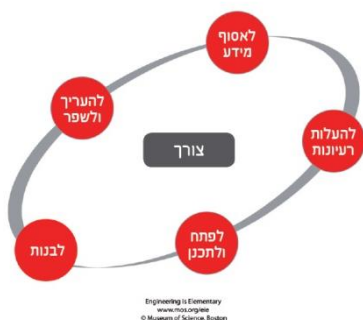 לאסוף
מידע
להעלות
רעיונות
לפתח
ולתכנן
לבנות
להעריך
ולשפר
צורך
Engineering is Elementary
www.mos.org/eie
© Museum of Science, Boston